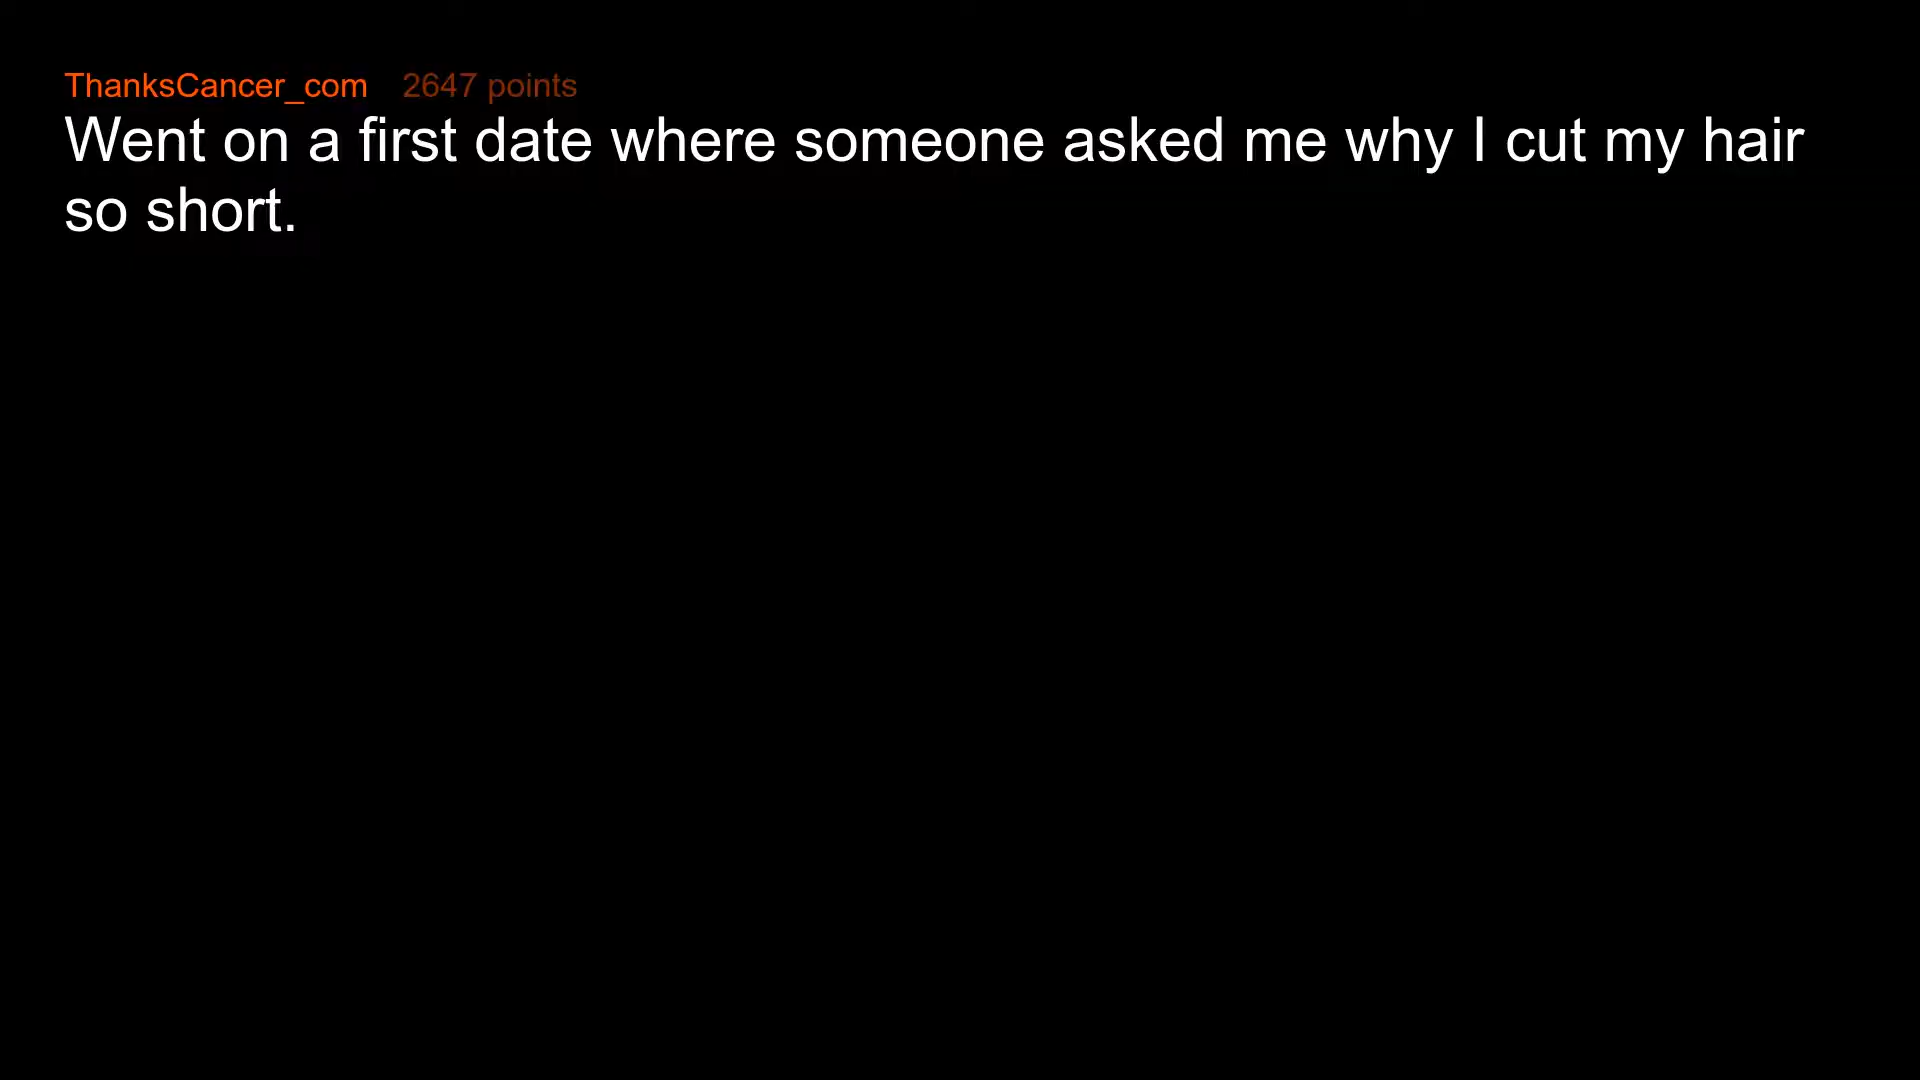 ThanksCancer_com 2647 points
Went on a first date where someone asked me why I cut my hair
so short.